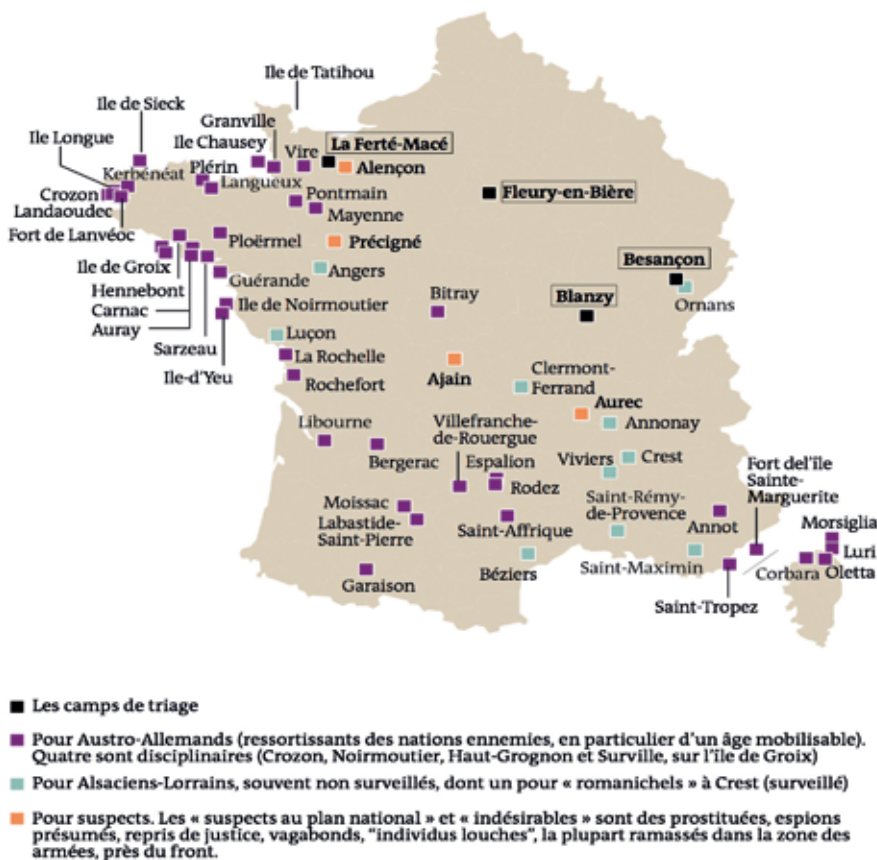 Ile de Tatihou
Ile de Sieck
Granville
Ile Longue
Ile Chausey
La Ferté-Macé
Vire
Kerbénéat
Plérin
Alençon
Langueux
Crozon
Fleury-en-Bière
Landaoudec
Pontmain
Mayenne
Fort de Lanvéoc
Ploërmel
Précigné
Ile de Groix
Angers
Besançon
Hennebont
Guérande
Bitray
Blanzy
Ornans
Carnac
Ile de Noirmoutier
Auray
Luçon
Sarzeau
La Rochelle
Clermont-
Ferrand
Ile-d'Yeu
Ajain
Rochefort
Aurec
Libourne
Villefranche-
de-Rouergue
Annonay
Bergerac
Espalion
Viviers
Crest
Fort del'île
Sainte-
Marguerite
Rodez
Moissac
Saint-Rémy-
de-Provence
Labastide-
Saint-Pierre
Saint-Affrique
Annot
Morsiglia
Luri
Garaison
Béziers
Saint-Maximin
Corbara
Oletta
Saint-Tropez
Les camps de triage
Pour Austro-Allemands (ressortissants des nations ennemies, en particulier d'un âge mobilisable).
Quatre sont disciplinaires (Crozon, Noirmoutier, Haut-Grognon et Surville, sur l'île de Groix)
Pour Alsaciens-Lorrains, souvent non surveillés, dont un pour « romanichels » à Crest (surveillé)
Pour suspects. Les « suspects au plan national » et « indésirables » sont des prostituées, espions
présumés, repris de justice, vagabonds, "individus louches", la plupart ramassés dans la zone des
armées, près du front.